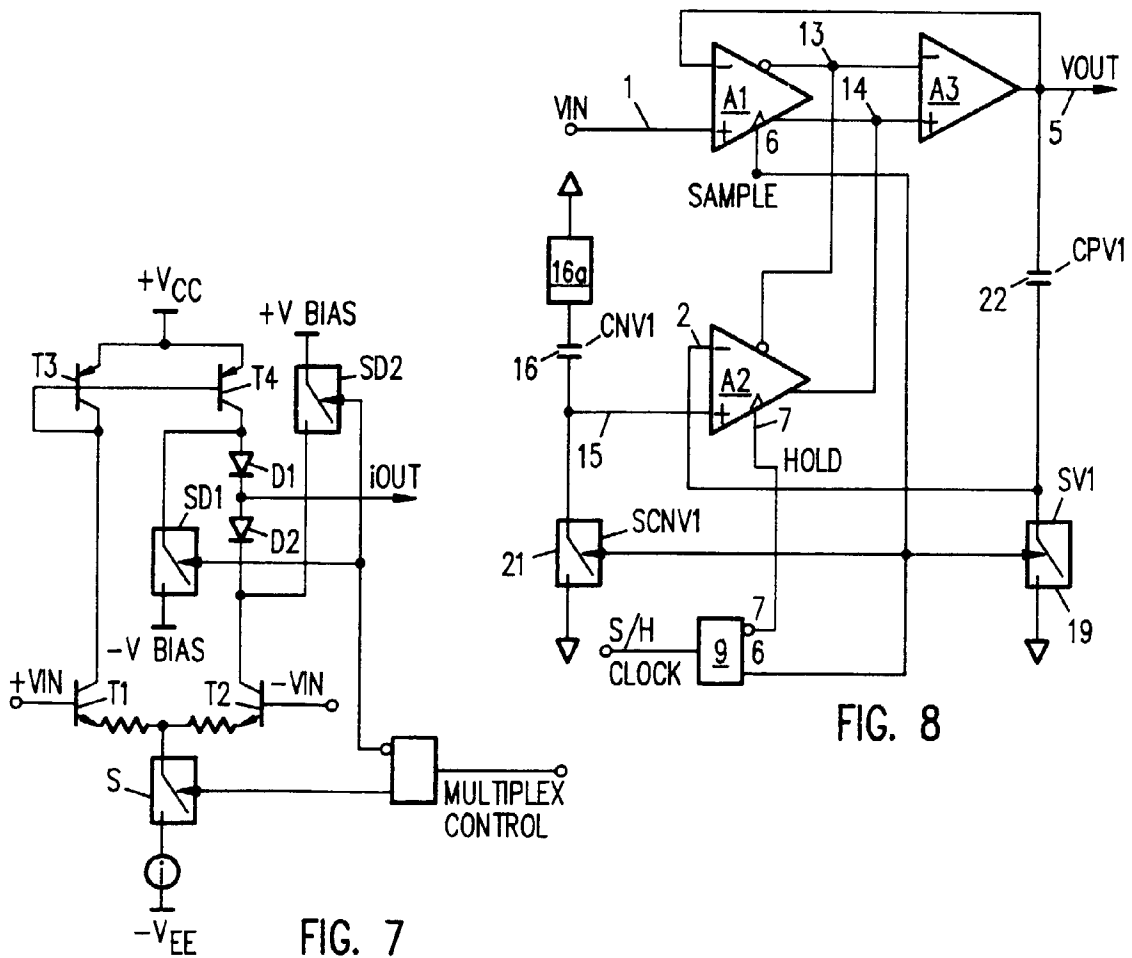 +VCC
+V BIAS
T3
T4
SD2
D1
iOUT
SD1
D2
-V BIAS
+VIN
T1
T2
-VIN
S
MULTIPLEX
CONTROL
i
-VEE
FIG. 7
13
VOUT
VIN
1
-
A1
+
6
14
-
A3
+
5
SAMPLE
16a
CPV1
22
CNV1
16
2
-
A2
+
7
15
HOLD
SV1
SCNV1
21
19
7
S/H
9
6
CLOCK
FIG. 8